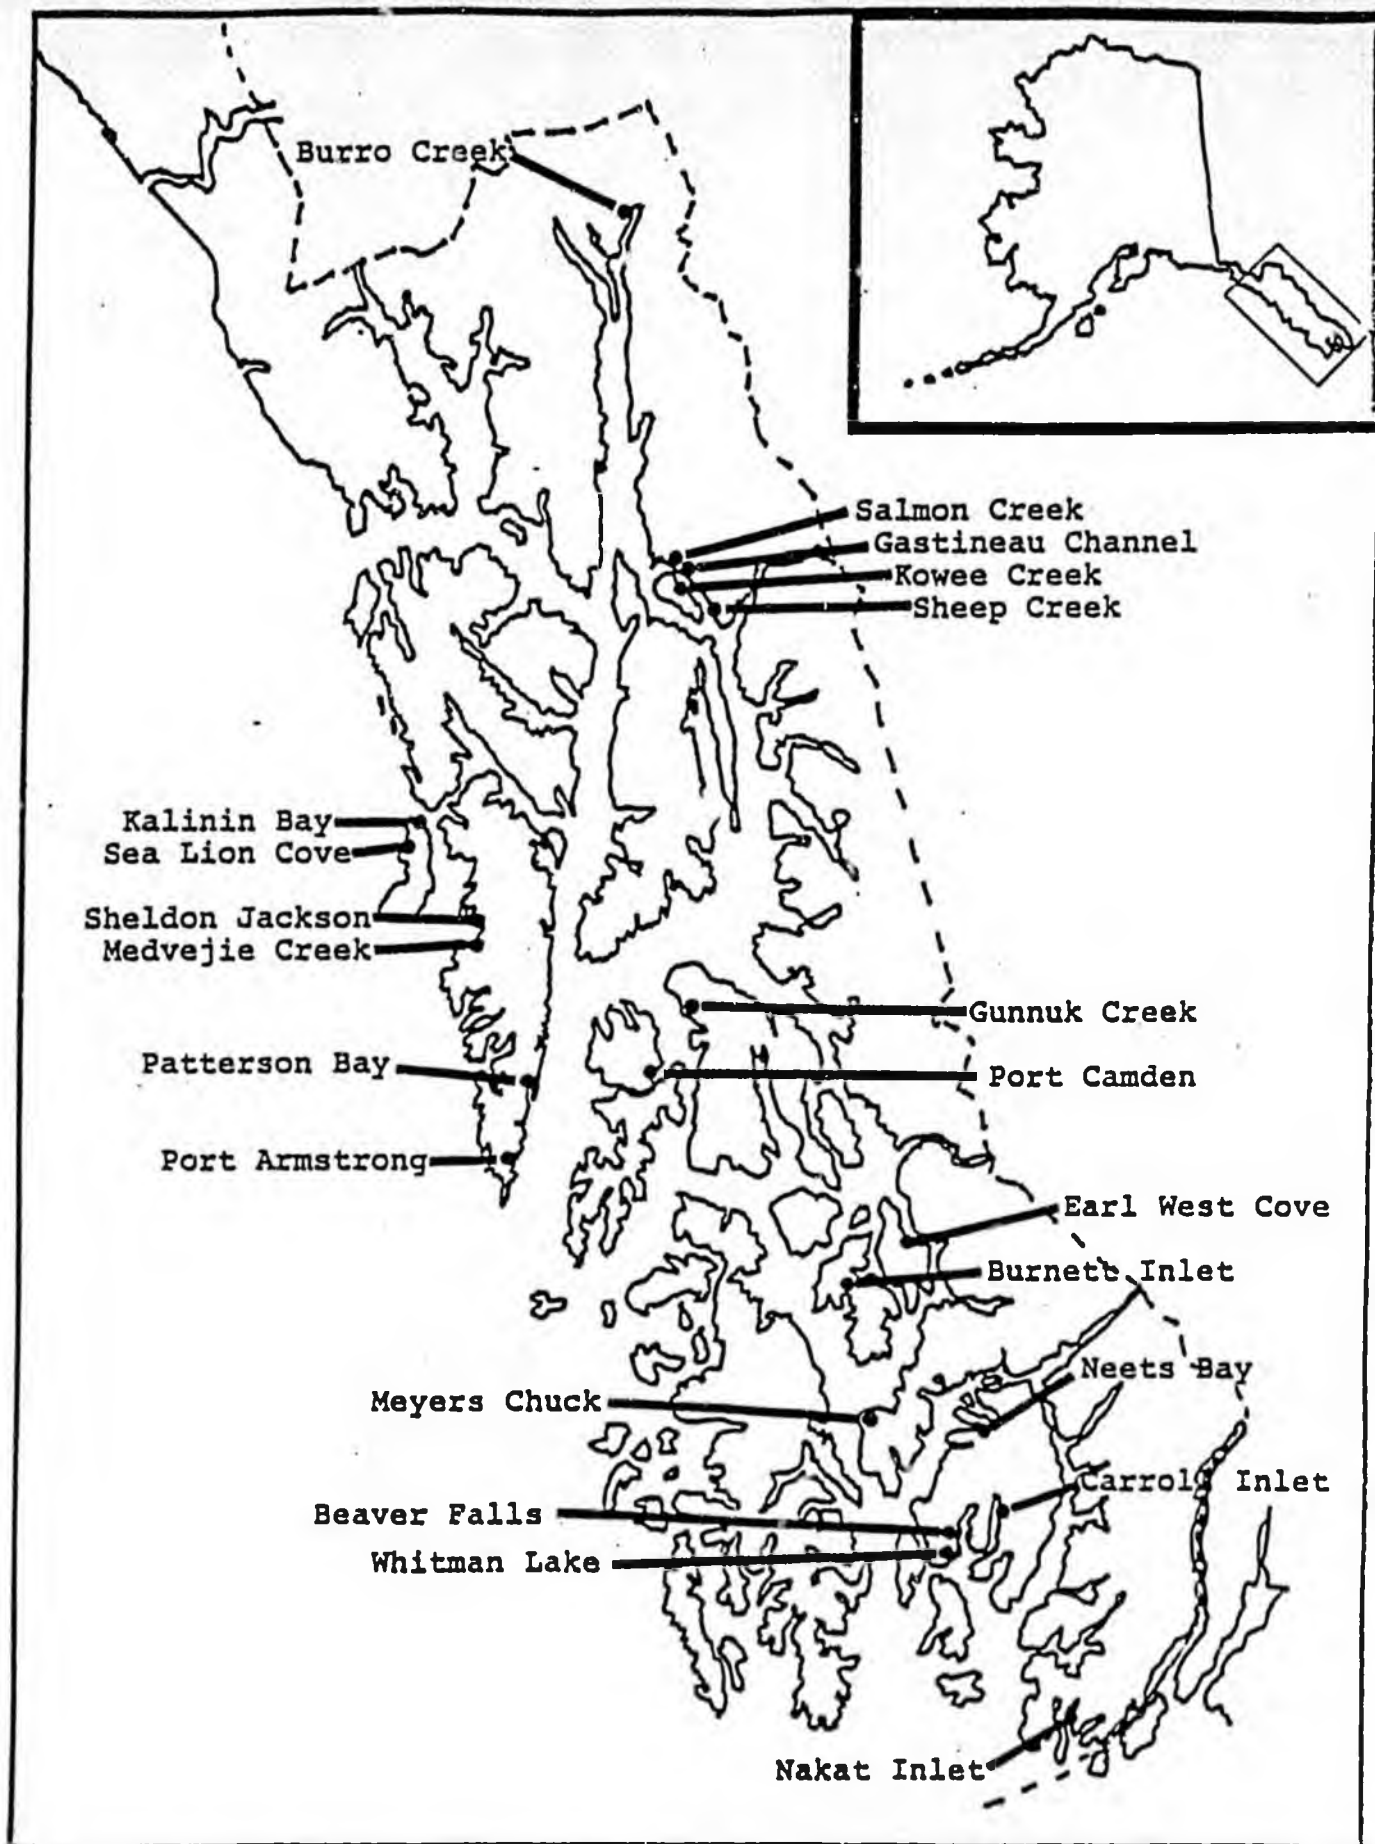 Burro Creek
Salmon Creek
Gastineau Channel
Kowee Creek
Sheep Creek
Kalinin Bay
Sea Lion Cove
Sheldon Jackson
Medvejie Creek
Gunnuk Creek
Patterson Bay
Port Camden
Port Armstrong
Earl West Cove
Burnett Inlet
Neets Bay
Meyers Chuck
Carroll Inlet
Beaver Falls
Whitman Lake
Nakat Inlet